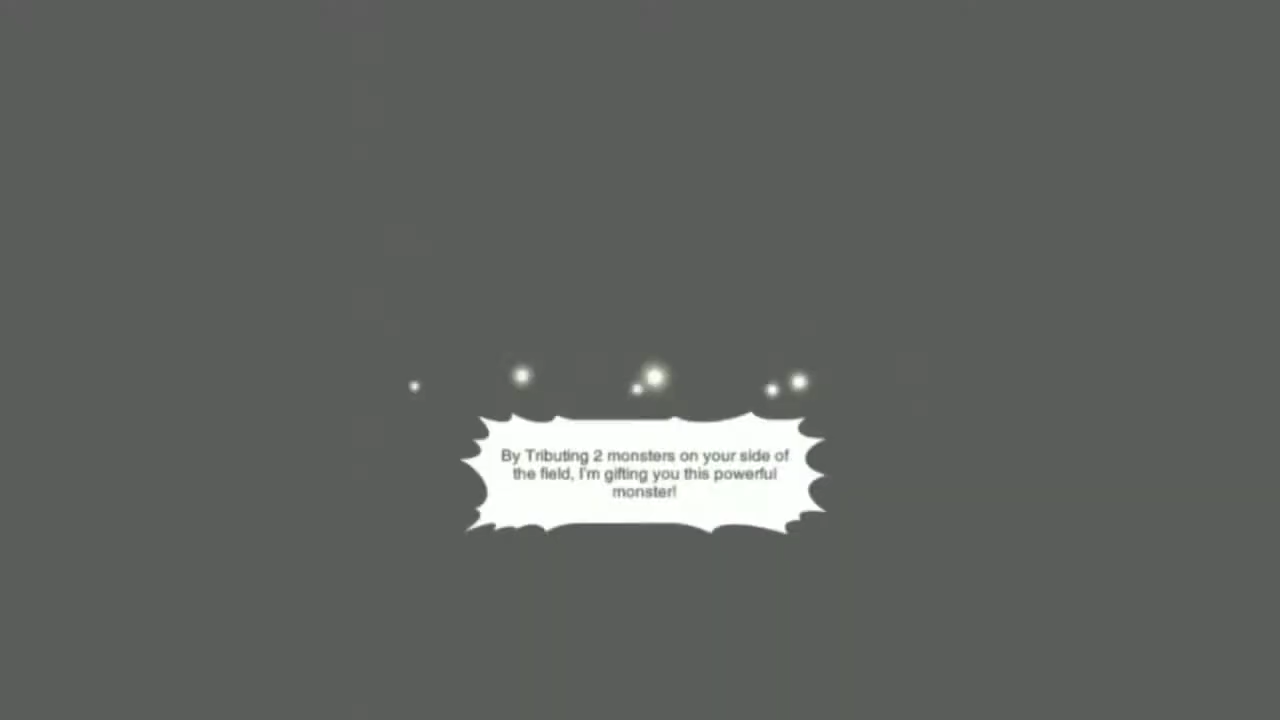 By Tributing 2 monsters on your side of
the field, I'm gifting you this powerful
monster!